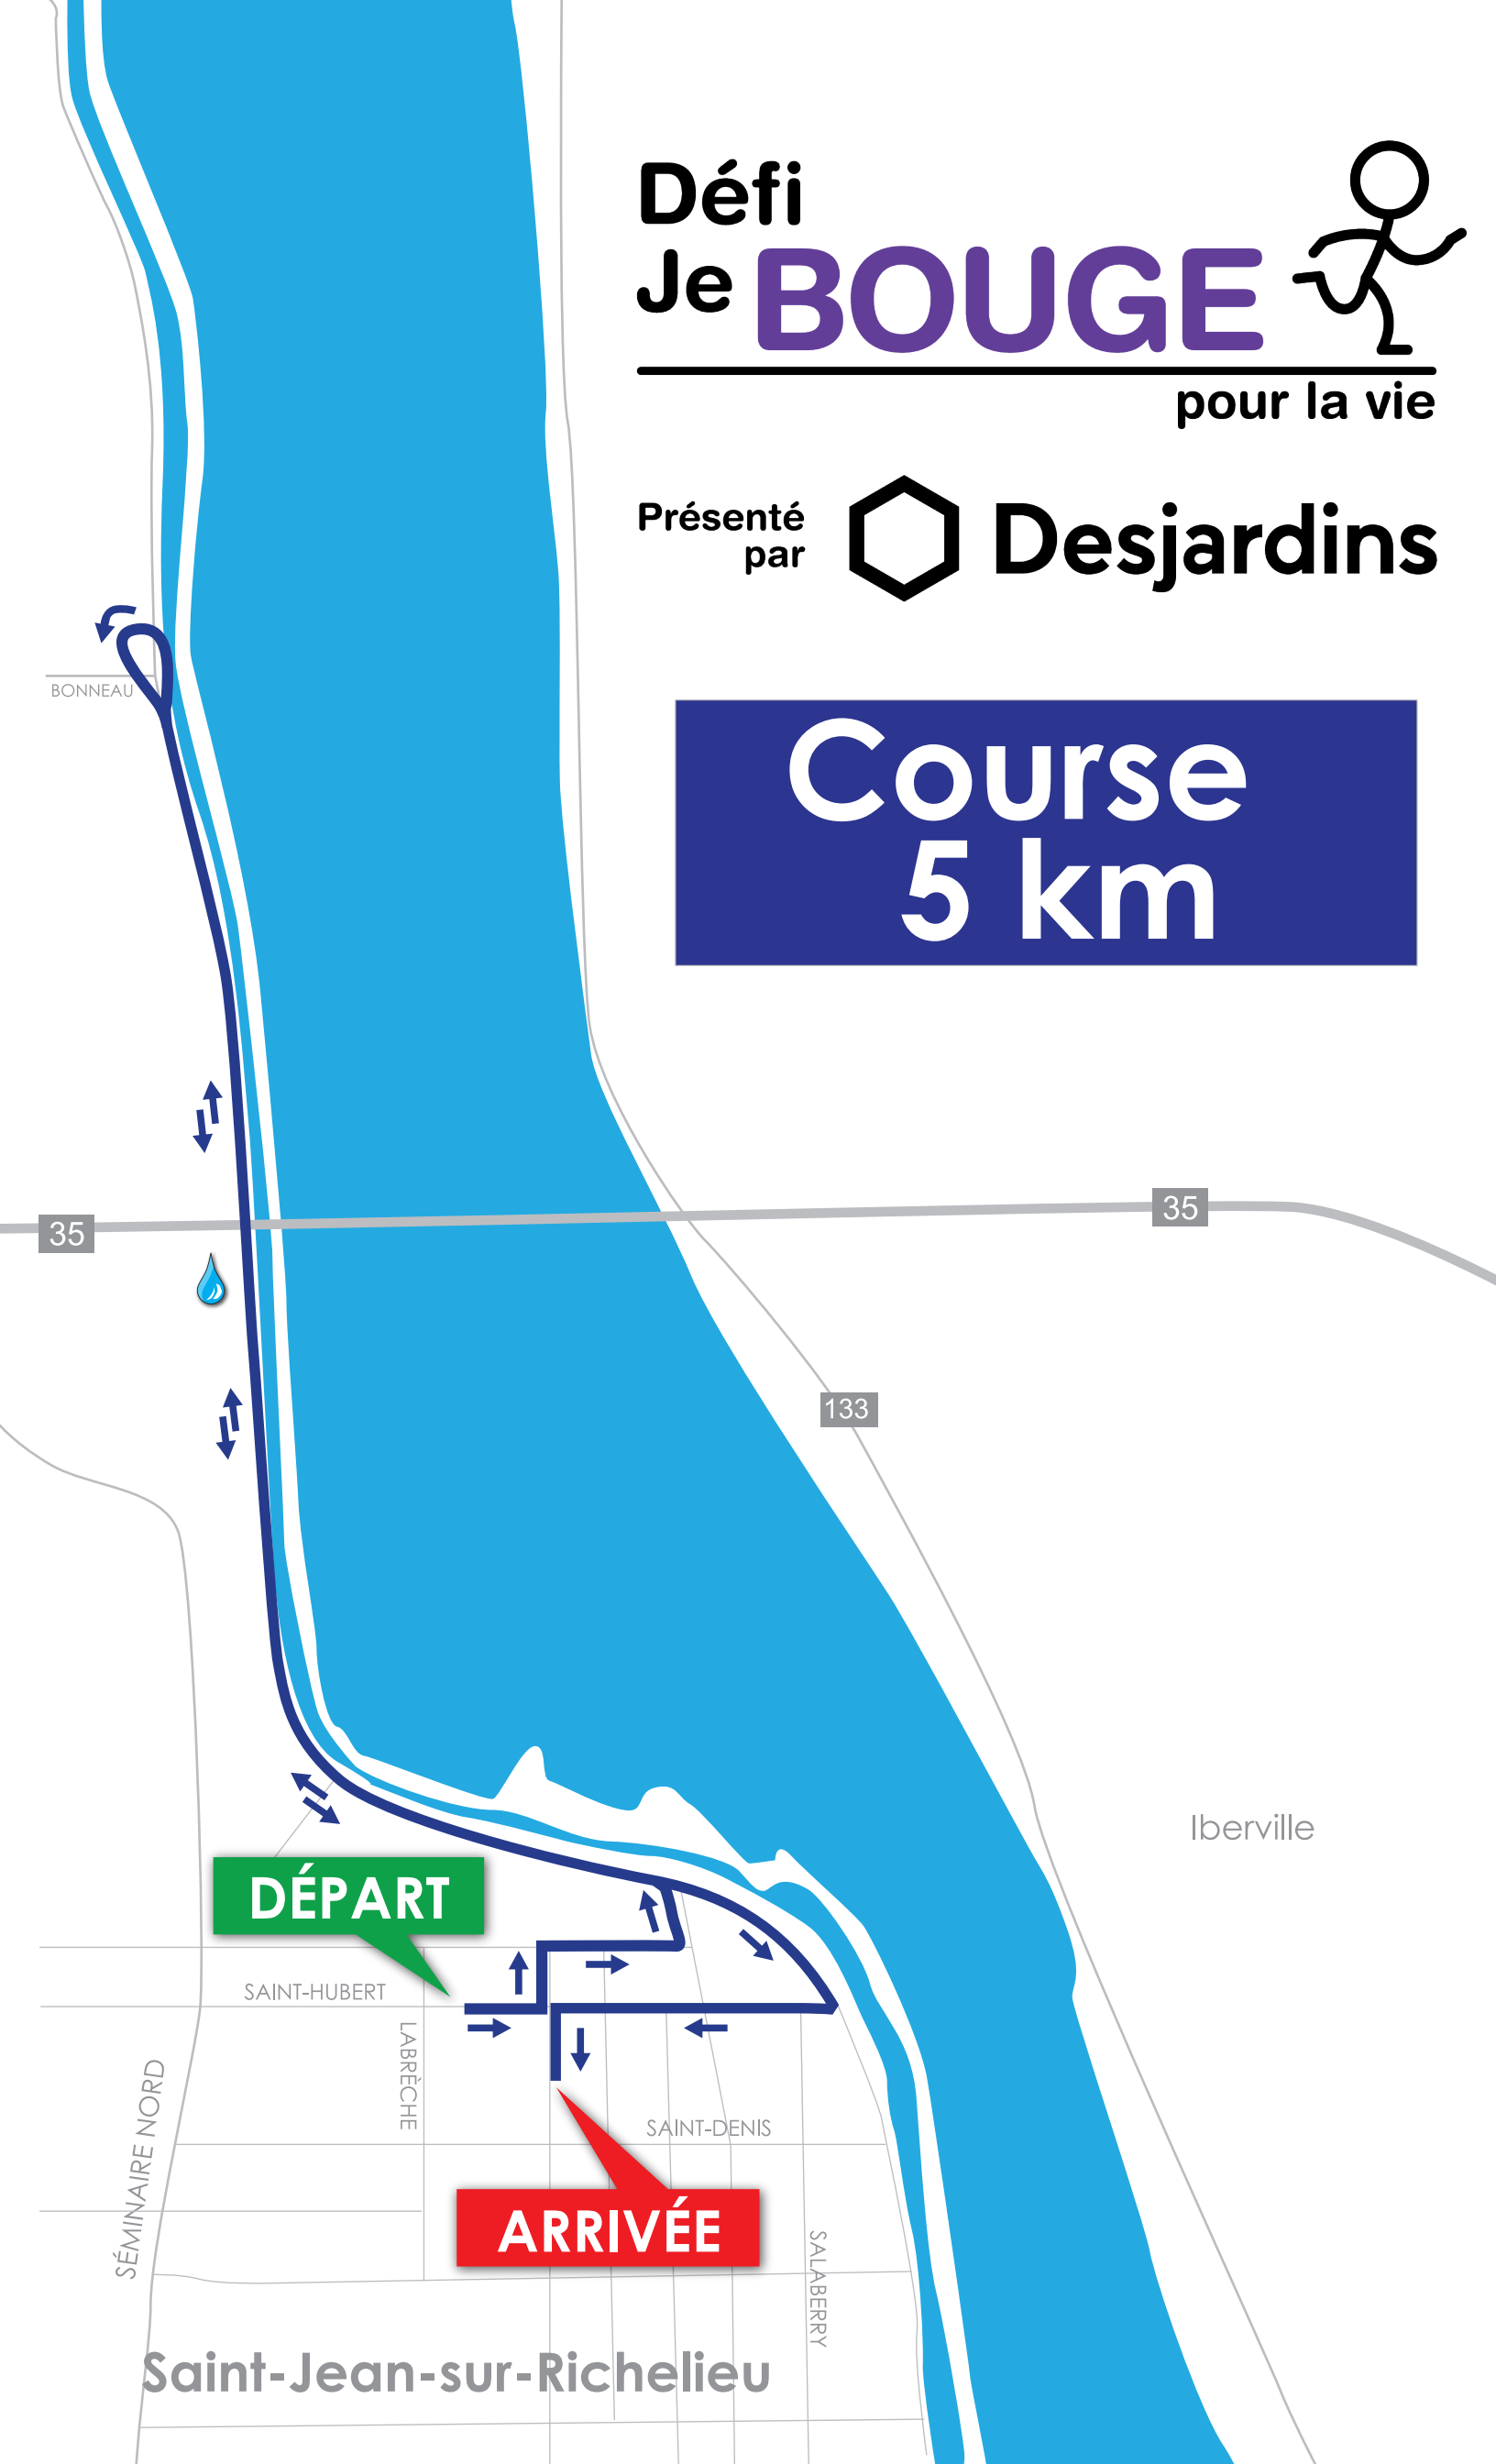 Défi
Je BOUGE
pour la vie
Présenté
par
Desjardins
BONNEAU
Course
5 km
35
35
133
Iberville
DÉPART
SAINT-HUBERT
LABRÈCHE
SÉMINAIRE NORD
SAINT-DENIS
ARRIVÉE
SALABERRY
Saint-Jean-sur-Richelieu